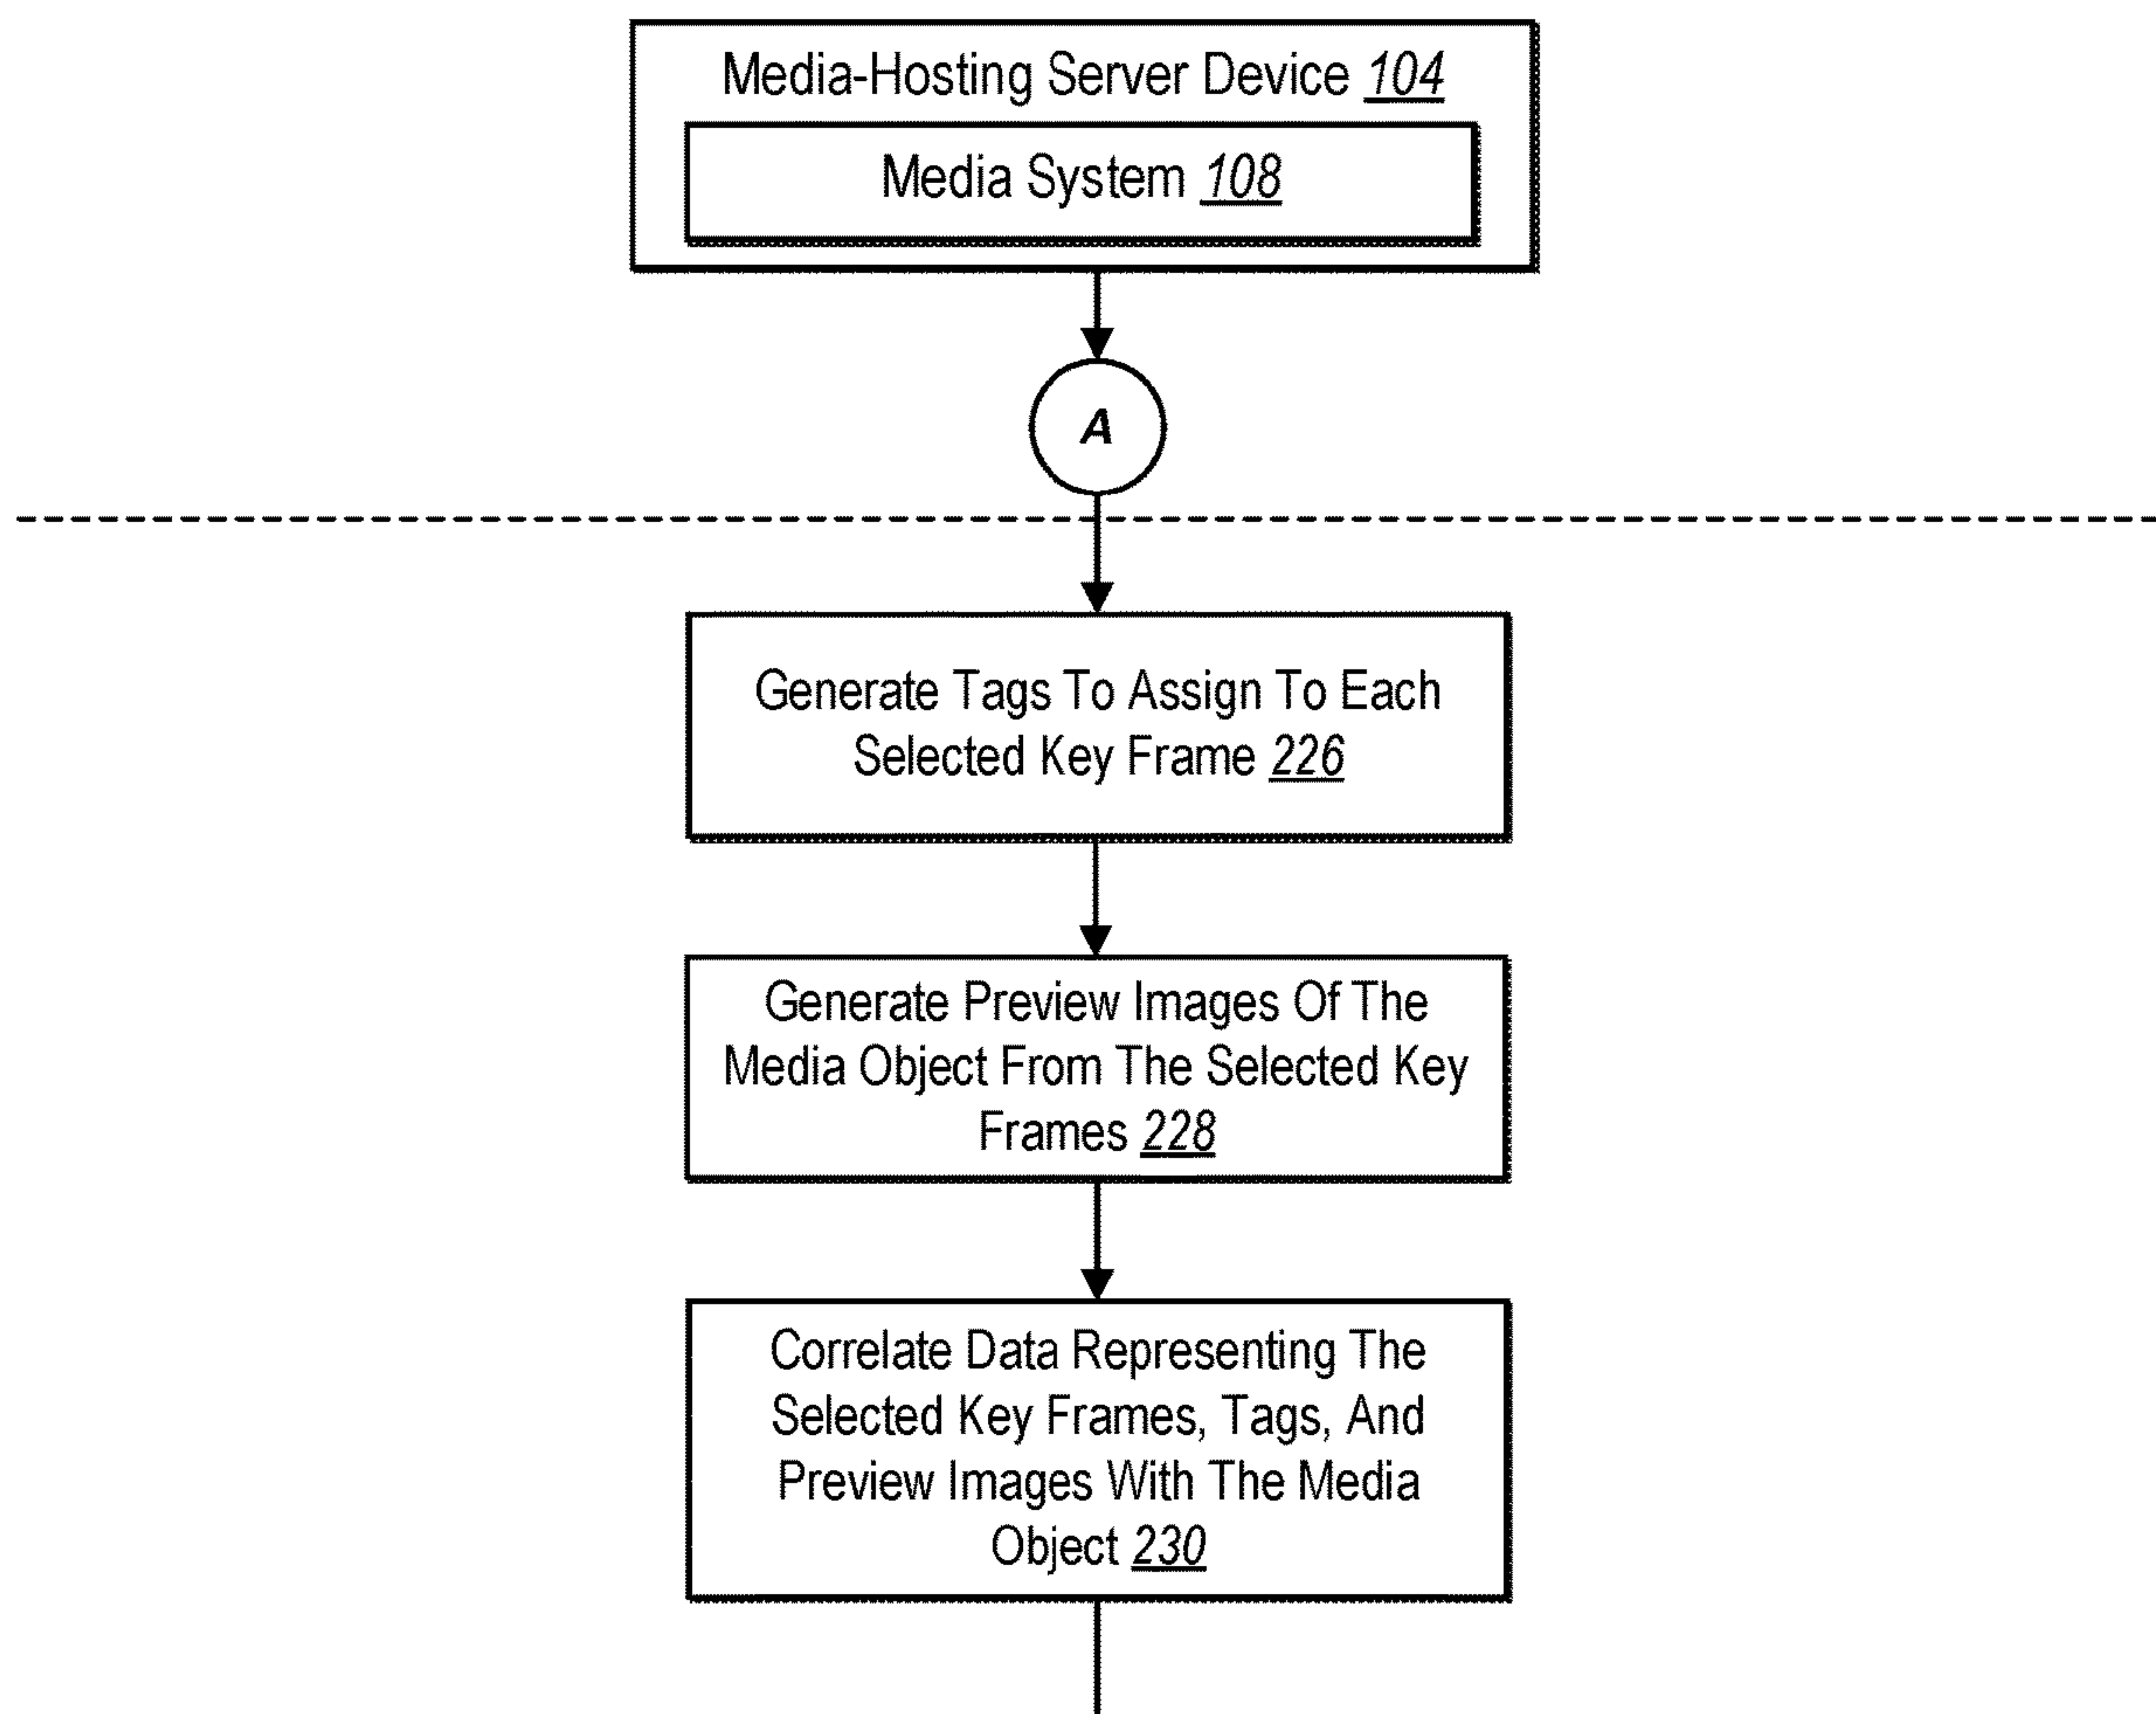 Media-Hosting Server Device 104
Media System 108
A
Generate Tags To Assign To Each
Selected Key Frame 226
Generate Preview Images Of The
Media Object From The Selected Key
Frames 228
Correlate Data Representing The
Selected Key Frames, Tags, And
Preview Images With The Media
Object 230